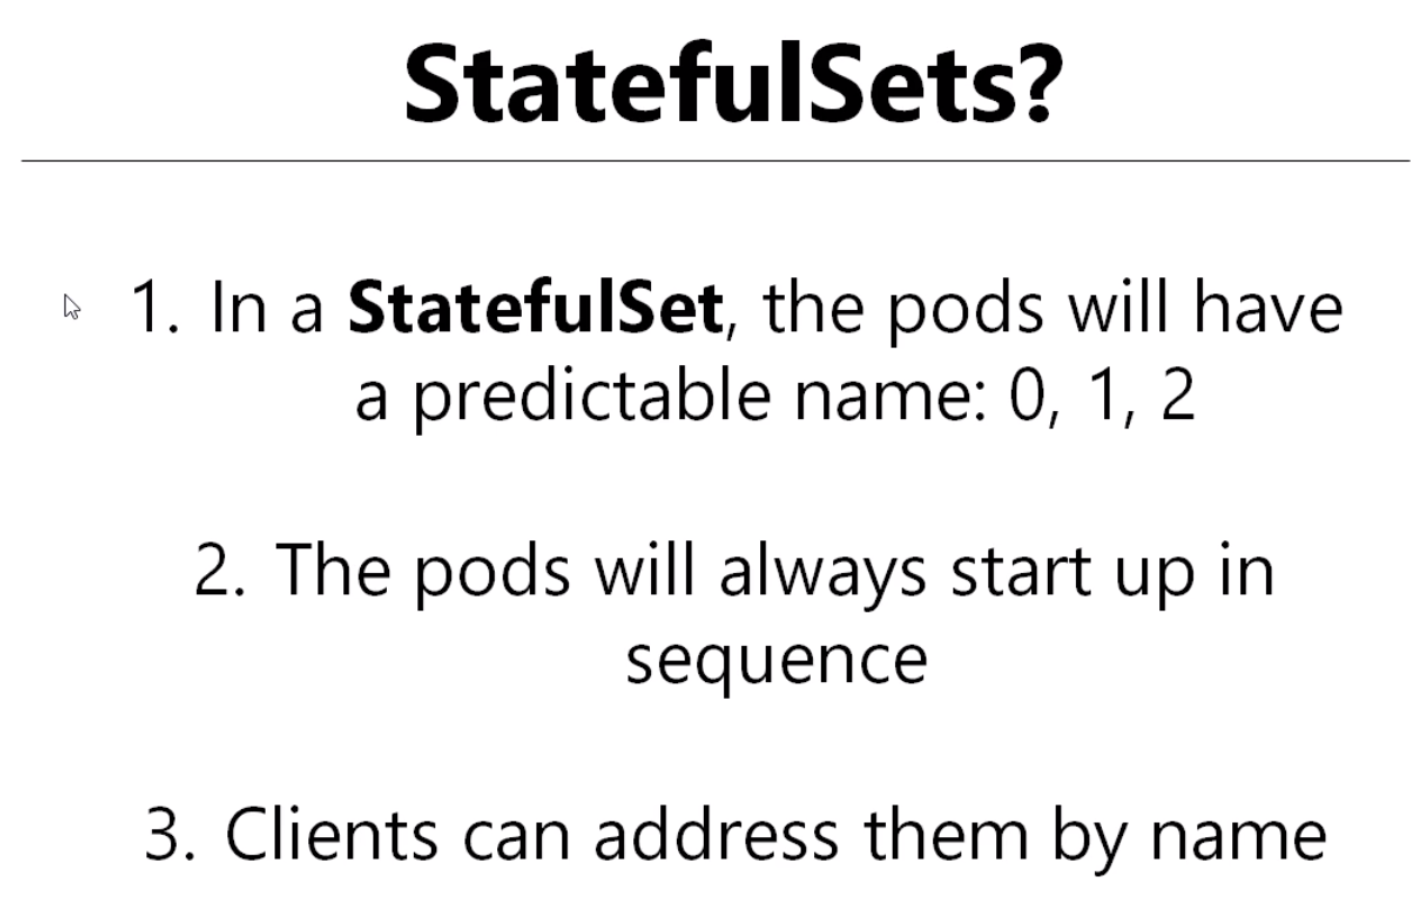 StatefulSets?
1. In a StatefulSet, the pods will have
a predictable name: 0, 1, 2
2. The pods will always start up in
sequence
3. Clients can address them by name